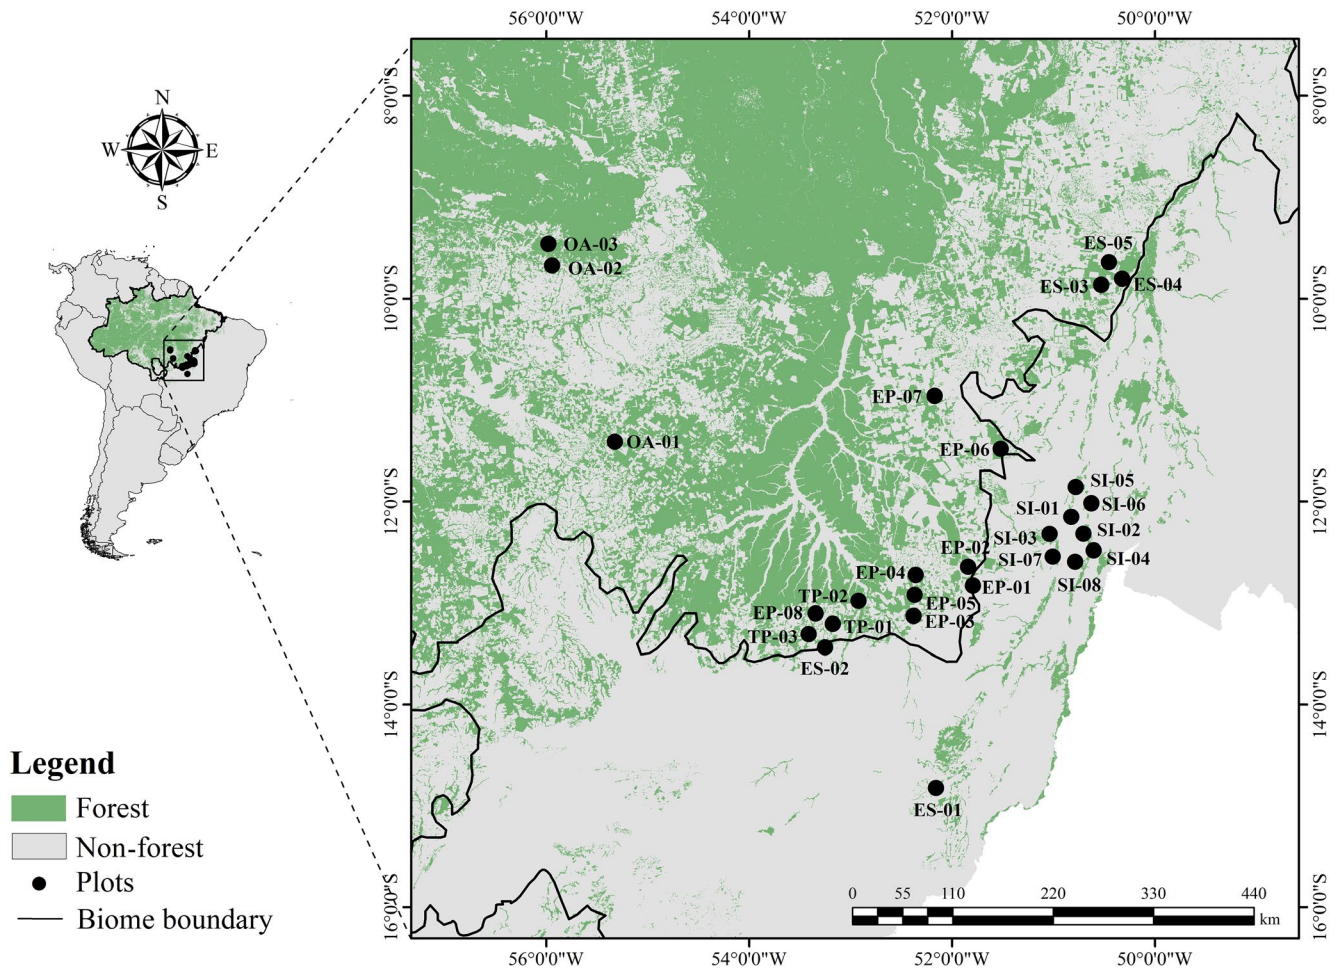 56°0'0"W 54°0'0"W 52°0'0"W 50°0'0"W
8°0'0"S
8°0'0"S
N
W E
S
ES-05
OA-03
OA-02
ES-03 ES-04
10°0'0"S
10°0'0"S
EP-07
OA-01
EP-06
SI-05
12°0'0"S
12°0'0"S
SI-01 SI-06
SI-03 SI-02
EP-02 SI-07 SI-04
EP-04 EP-01 SI-08
TP-02 EP-05
EP-08 EP-03
TP-03 TP-01
ES-02
14°0'0"S
14°0'0"S
Legend
Forest
Non-forest
Plots
Biome boundary
ES-01
0 55 110 220 330 440
km
16°0'0"S
16°0'0"S
56°0'0"W 54°0'0"W 52°0'0"W 50°0'0"W